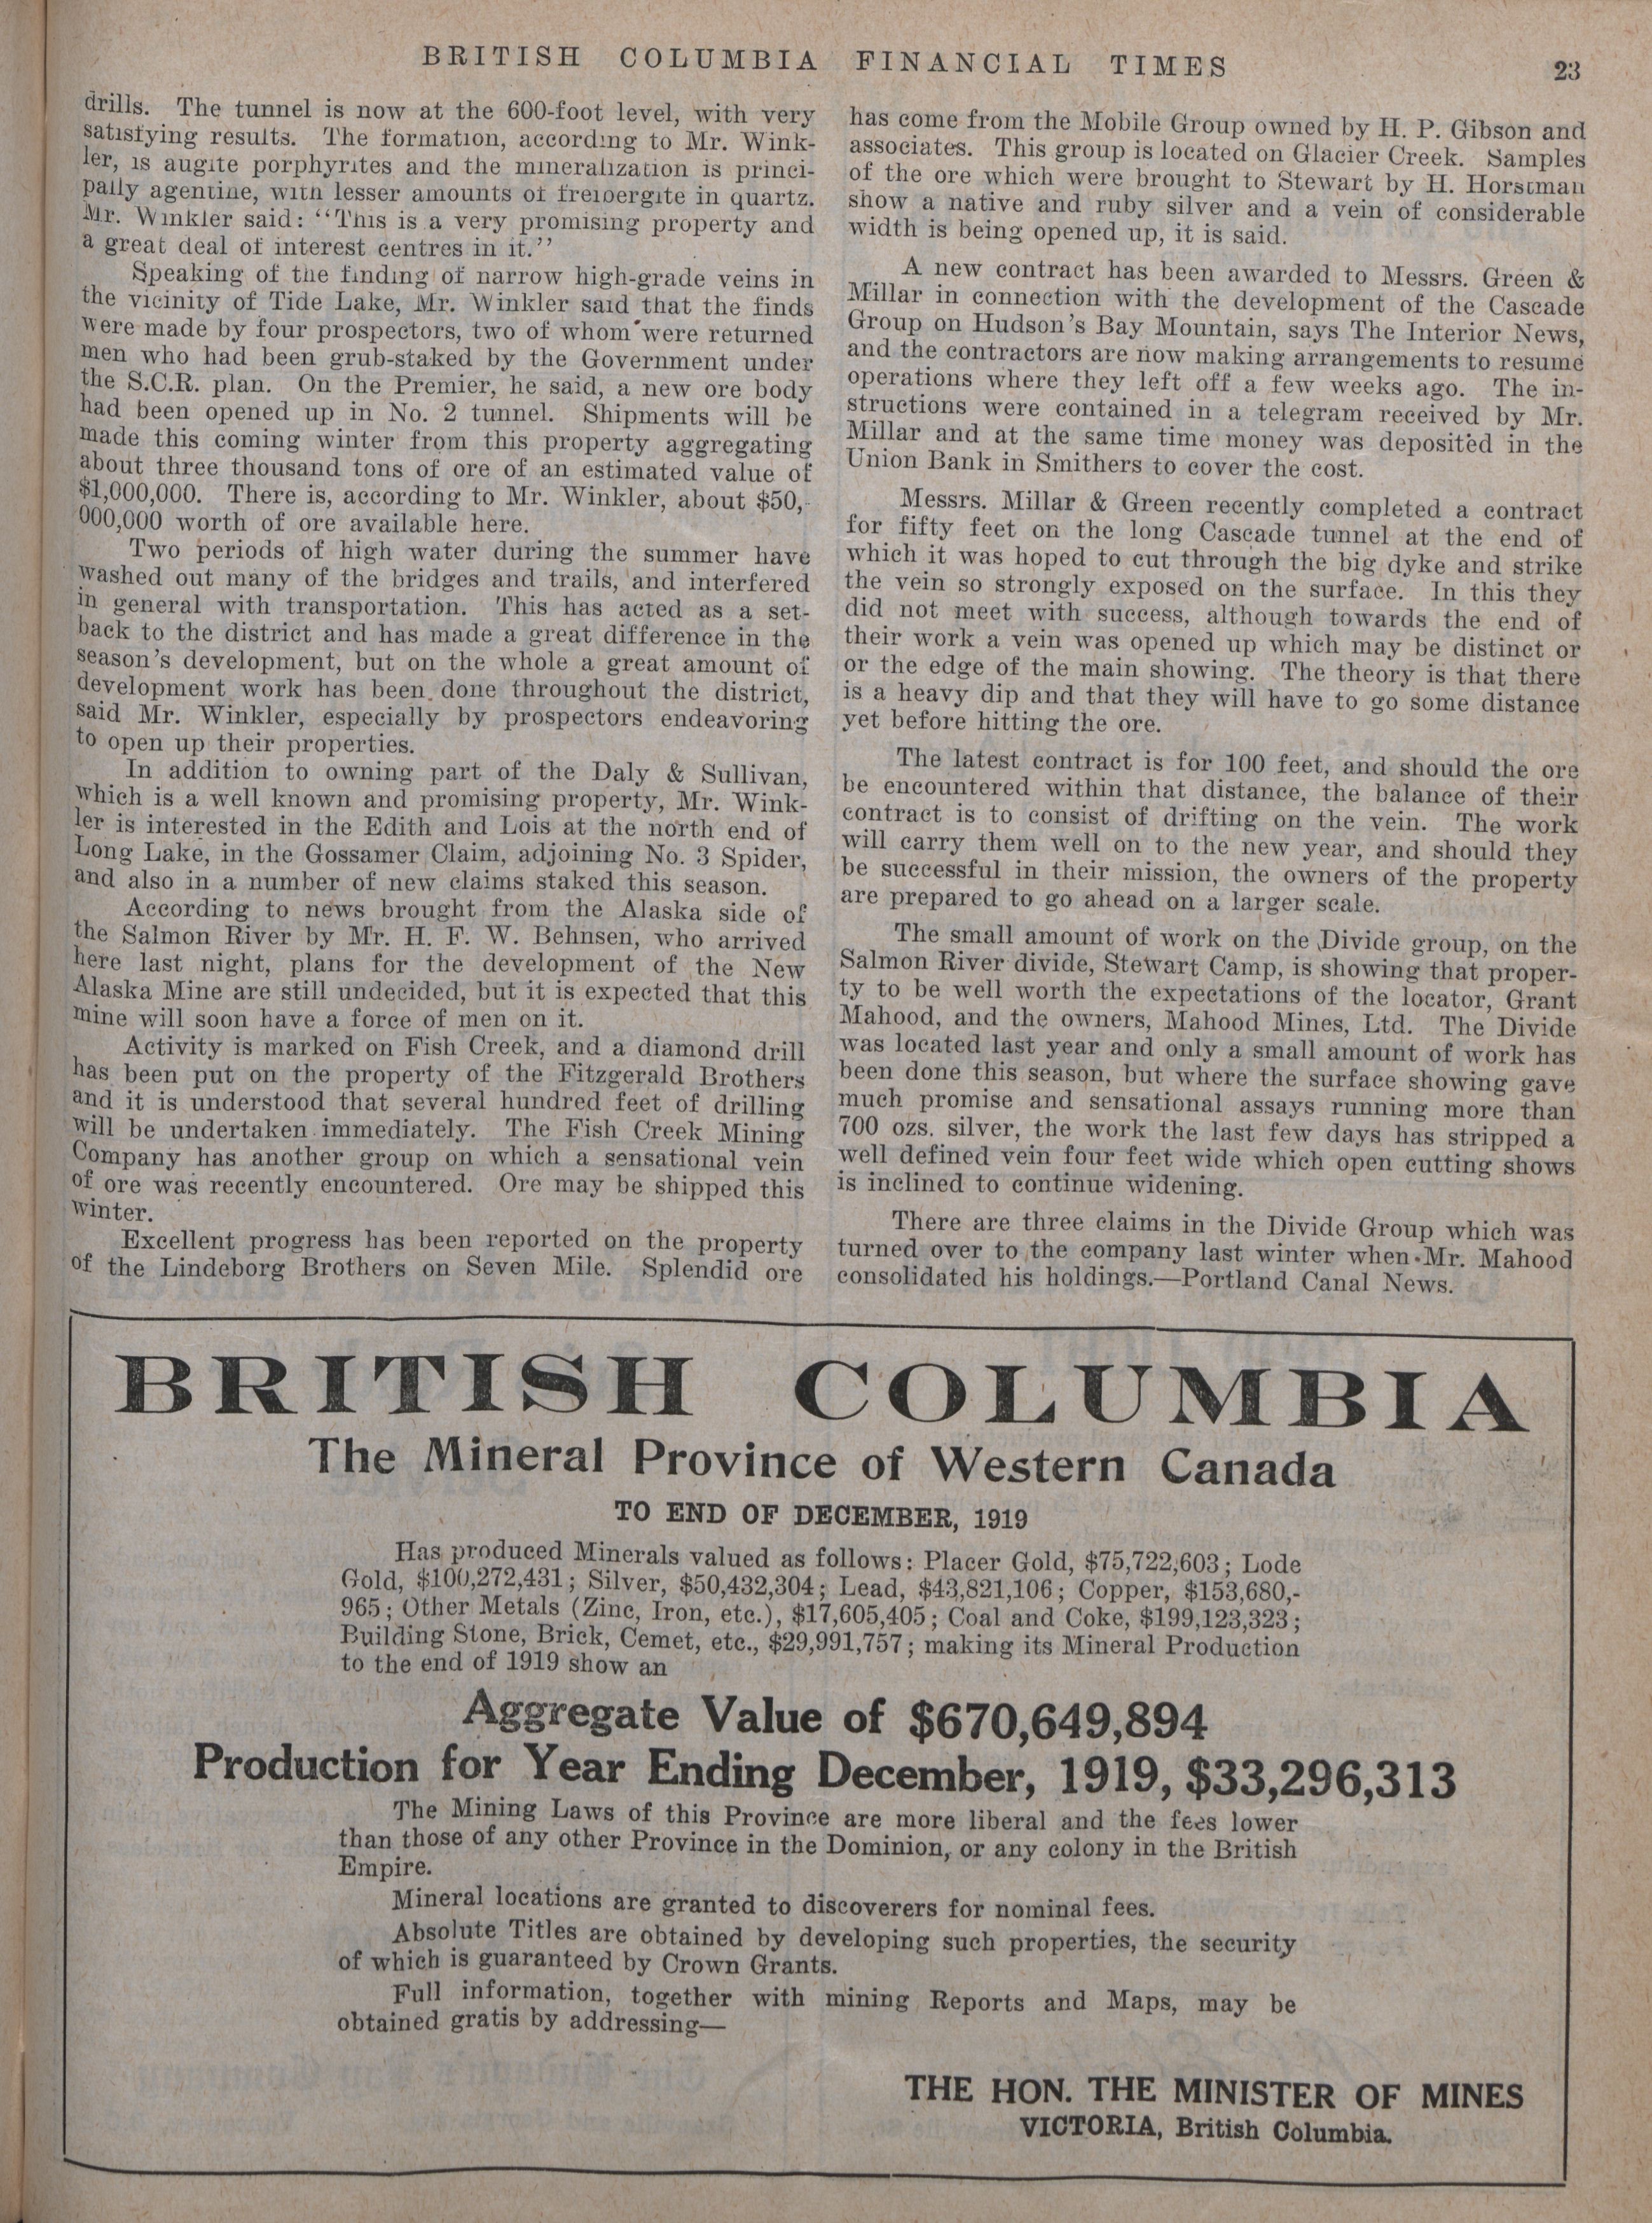 BRITISH COLUMBIA FINANCIAL TIMES 23
drills. The tunnel is now at the 600-foot level, with very
satisfying results. The formation, according to Mr. Wink-
ler, is augite porphyrites and the mineralization is princi-
pally agentine, with lesser amounts of freibergite in quartz.
Mr. Winkler said: "This is a very promising property and
a great deal of interest centres in it."
Speaking of the finding of narrow high-grade veins in
the vicinity of Tide Lake, Mr. Winkler said that the finds
were made by four prospectors, two of whom were returned
men who had been grub-staked by the Government under
the S.C.R. plan. On the Premier, he said, a new ore body
had been opened up in No. 2 tunnel. Shipments will be
made this coming winter from this property aggregating
about three thousand tons of ore of an estimated value of
$1,000,000. There is, according to Mr. Winkler, about $50,-
000,000 worth of ore available here.
Two periods of high water during the summer have
washed out many of the bridges and trails, and interfered
in general with transportation. This has acted as a set-
back to the district and has made a great difference in the
season's development, but on the whole a great amount of
development work has been done throughout the district,
said Mr. Winkler, especially by prospectors endeavoring
to open up their properties.
In addition to owning part of the Daly & Sullivan,
which is a well known and promising property, Mr. Wink-
ler is interested in the Edith and Lois at the north end of
Long Lake, in the Gossamer Claim, adjoining No. 3 Spider,
and also in a number of new claims staked this season.
According to news brought from the Alaska side of
the Salmon River by Mr. H. F. W. Behnsen, who arrived
here last night, plans for the development of the New
Alaska Mine are still undecided, but it is expected that this
mine will soon have a force of men on it.
Activity is marked on Fish Creek, and a diamond drill
has been put on the property of the Fitzgerald Brothers
and it is understood that several hundred feet of drilling
will be undertaken immediately. The Fish Creek Mining
Company has another group on which a sensational vein
of ore was recently encountered. Ore may be shipped this
winter.
Excellent progress has been reported on the property
of the Lindeborg Brothers on Seven Mile. Splendid ore
has come from the Mobile Group owned by H. P. Gibson and
associates. This group is located on Glacier Creek. Samples
of the ore which were brought to Stewart by H. Horstman
show a native and ruby silver and a vein of considerable
width is being opened up, it is said.
A new contract has been awarded to Messrs. Green &
Millar in connection with the development of the Cascade
Group on Hudson's Bay Mountain, says The Interior News,
and the contractors are now making arrangements to resume
operations where they left off a few weeks ago. The in-
structions were contained in a telegram received by Mr.
Millar and at the same time money was deposited in the
Union Bank in Smithers to cover the cost.
Messrs. Millar & Green recently completed a contract
for fifty feet on the long Cascade tunnel at the end of
which it was hoped to cut through the big dyke and strike
the vein so strongly exposed on the surface. In this they
did not meet with success, although towards the end of
their work a vein was opened up which may be distinct or
or the edge of the main showing. The theory is that there
is a heavy dip and that they will have to go some distance
yet before hitting the ore.
The latest contract is for 100 feet, and should the ore
be encountered within that distance, the balance of their
contract is to consist of drifting on the vein. The work
will carry them well on to the new year, and should they
be successful in their mission, the owners of the property
are prepared to go ahead on a larger scale.
The small amount of work on the Divide group, on the
Salmon River divide, Stewart Camp, is showing that proper-
ty to be well worth the expectations of the locator, Grant
Mahood, and the owners, Mahood Mines, Ltd. The Divide
was located last year and only a small amount of work has
been done this season, but where the surface showing gave
much promise and sensational assays running more than
700 ozs. silver, the work the last few days has stripped a
well defined vein four feet wide which open cutting shows
is inclined to continue widening.
There are three claims in the Divide Group which was
turned over to the company last winter when Mr. Mahood
consolidated his holdings.—Portland Canal News.
BRITISH COLUMBIA
The Mineral Province of Western Canada
TO END OF DECEMBER, 1919
Has produced Minerals valued as follows: Placer Gold, $75,722,603; Lode
Gold, $100,272,431; Silver, $50,432,304; Lead, $43,821,106; Copper, $153,680,-
965; Other Metals (Zinc, Iron, etc.), $17,605,405; Coal and Coke, $199,123,323;
Building Stone, Brick, Cemet, etc., $29,991,757; making its Mineral Production
to the end of 1919 show an
Aggregate Value of $670,649,894
Production for Year Ending December, 1919, $33,296,313
The Mining Laws of this Province are more liberal and the fees lower
than those of any other Province in the Dominion, or any colony in the British
Empire.
Mineral locations are granted to discoverers for nominal fees.
Absolute Titles are obtained by developing such properties, the security
of which is guaranteed by Crown Grants.
Full information, together with mining Reports and Maps, may be
obtained gratis by addressing—
THE HON. THE MINISTER OF MINES
VICTORIA, British Columbia.